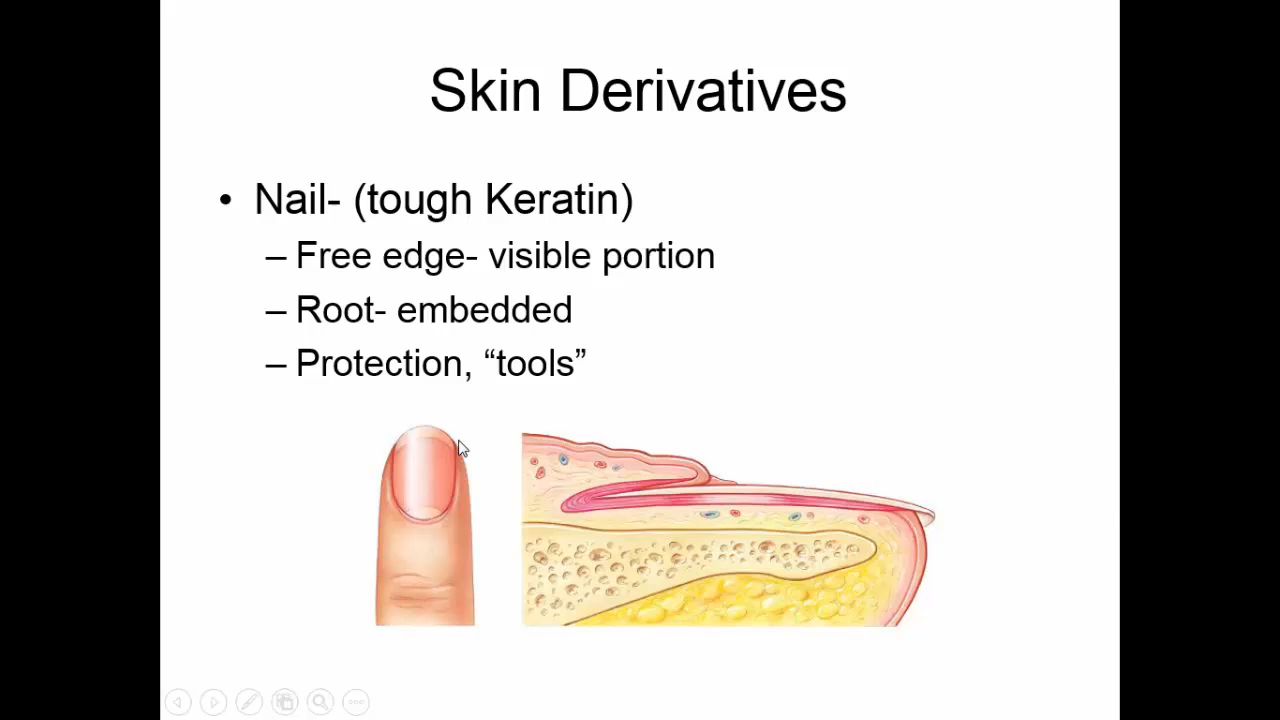 Skin Derivatives
• Nail- (tough Keratin)
– Free edge- visible portion
– Root- embedded
– Protection, “tools”